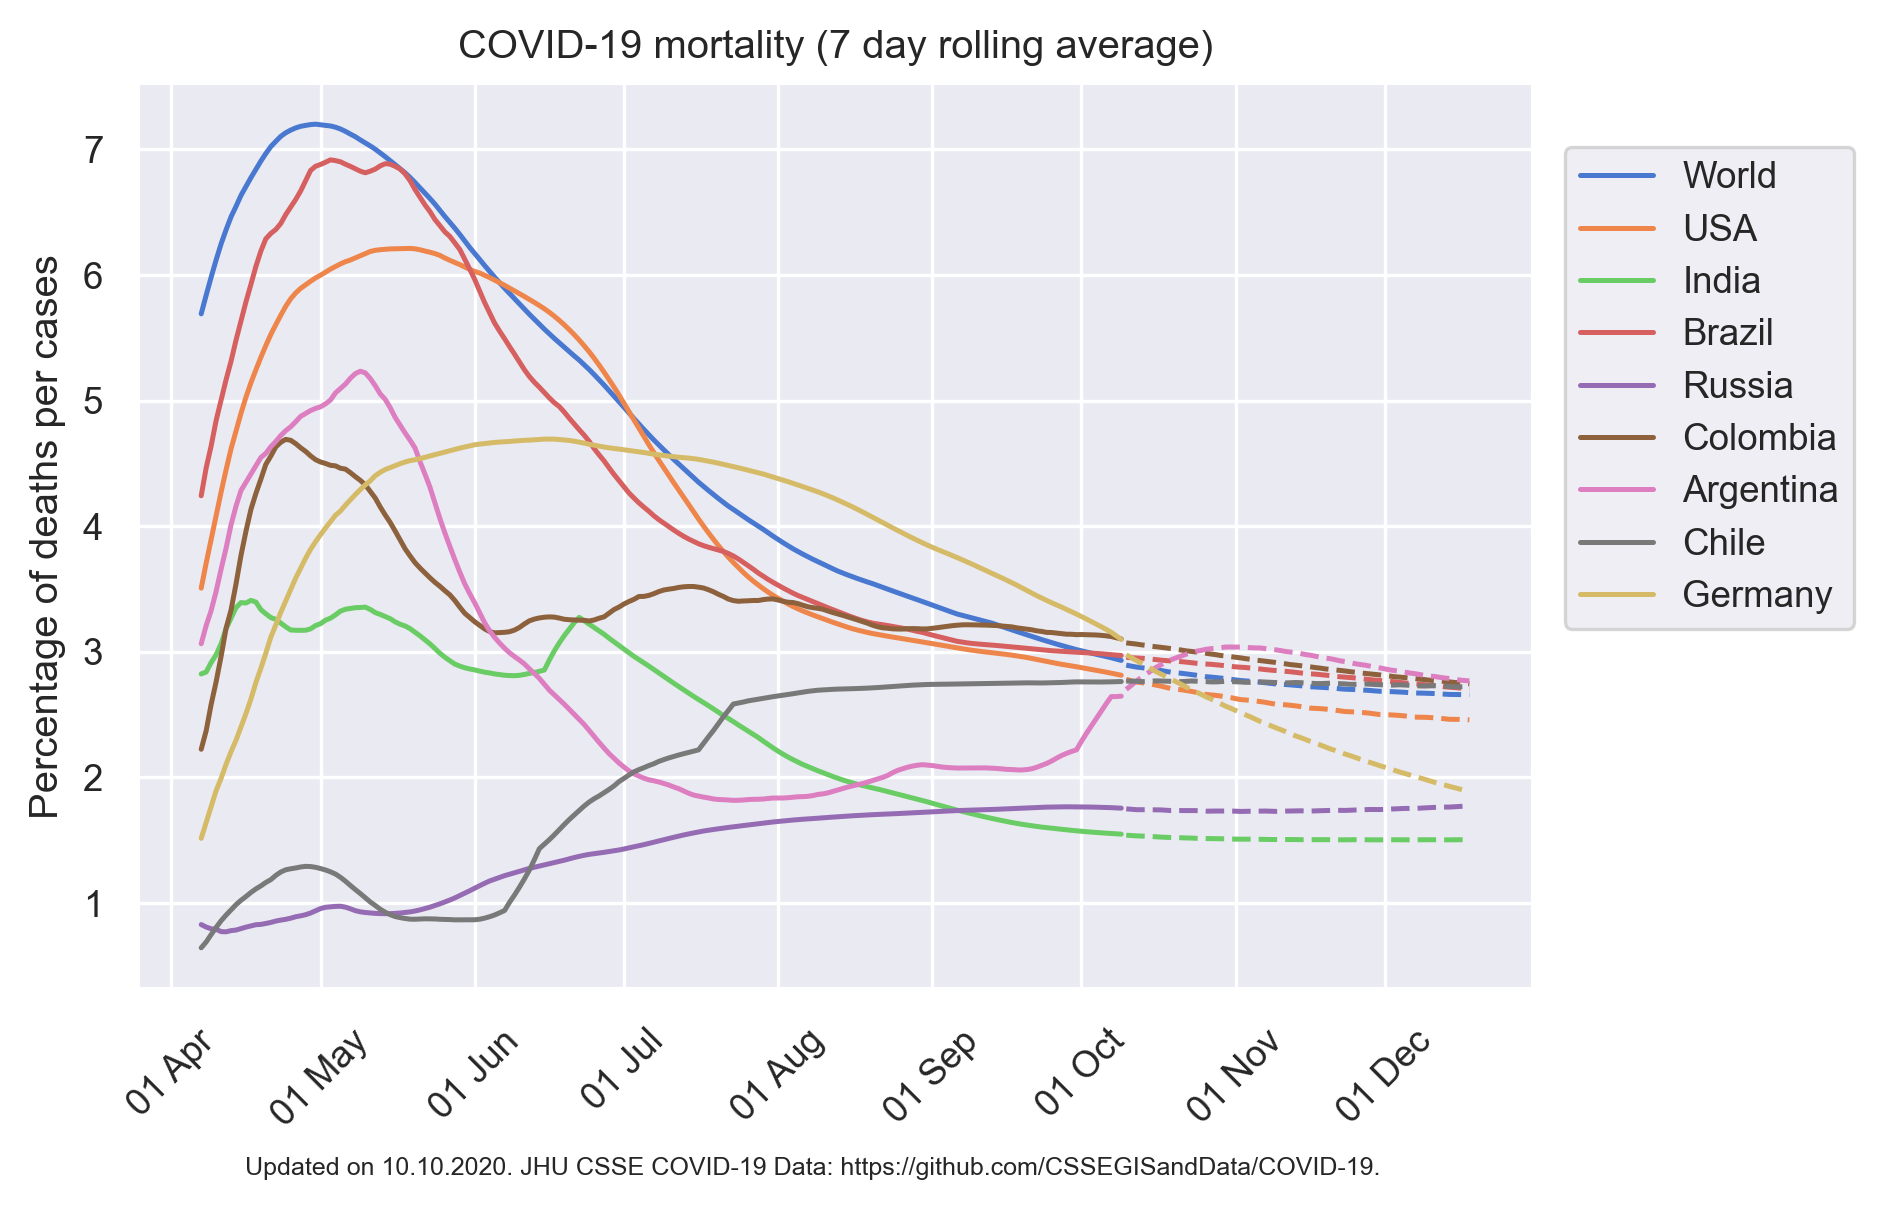 COVID-19 mortality (7 day rolling average)
Percentage of deaths per cases
7
6
5
4
3
2
1
01 Apr
01 May
01 Jun
01 Jul
01 Aug
01 Sep
01 Oct
01 Nov
01 Dec
World
USA
India
Brazil
Russia
Colombia
Argentina
Chile
Germany
Updated on 10.10.2020. JHU CSSE COVID-19 Data: https://github.com/CSSEGISandData/COVID-19.